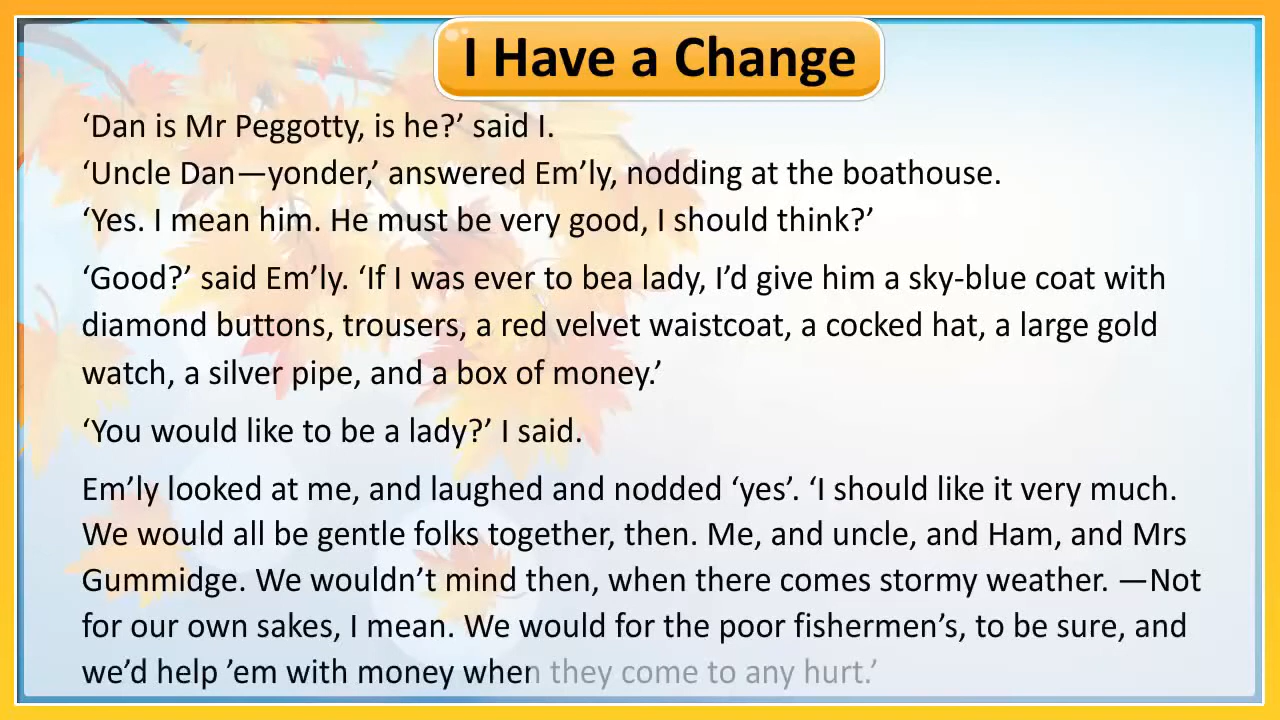 I Have a Change
‘Dan is Mr Peggotty, is he?’ said I.
‘Uncle Dan—yonder,’ answered Em’ly, nodding at the boathouse.
‘Yes. I mean him. He must be very good, I should think?’
‘Good?’ said Em’ly. ‘If I was ever to bea lady, I’d give him a sky-blue coat with
diamond buttons, trousers, a red velvet waistcoat, a cocked hat, a large gold
watch, a silver pipe, and a box of money.’
‘You would like to be a lady?’ I said.
Em’ly looked at me, and laughed and nodded ‘yes’. ‘I should like it very much.
We would all be gentle folks together, then. Me, and uncle, and Ham, and Mrs
Gummidge. We wouldn’t mind then, when there comes stormy weather. —Not
for our own sakes, I mean. We would for the poor fishermen’s, to be sure, and
we’d help ’em with money when they come to any hurt.’